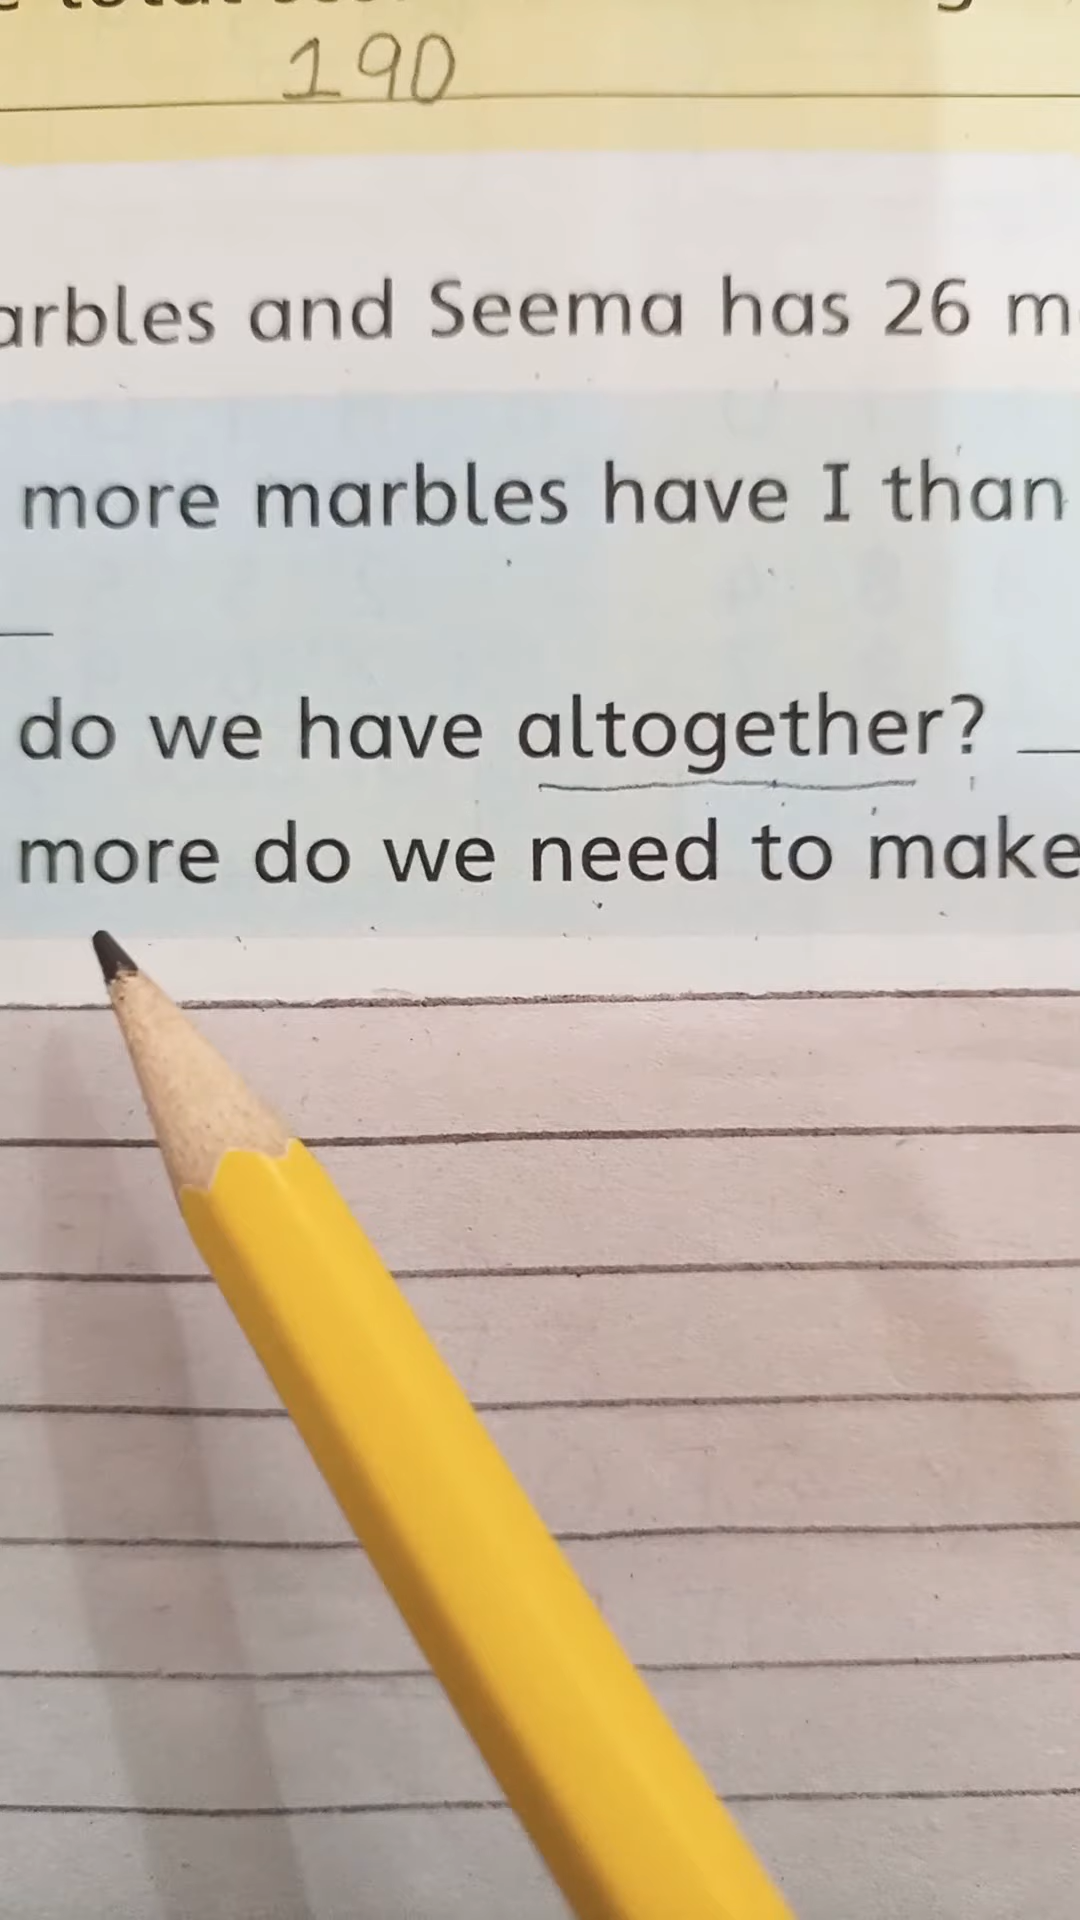 190
arbles and Seema has 26 m
more marbles have I than
do we have altogether?
more do we need to make